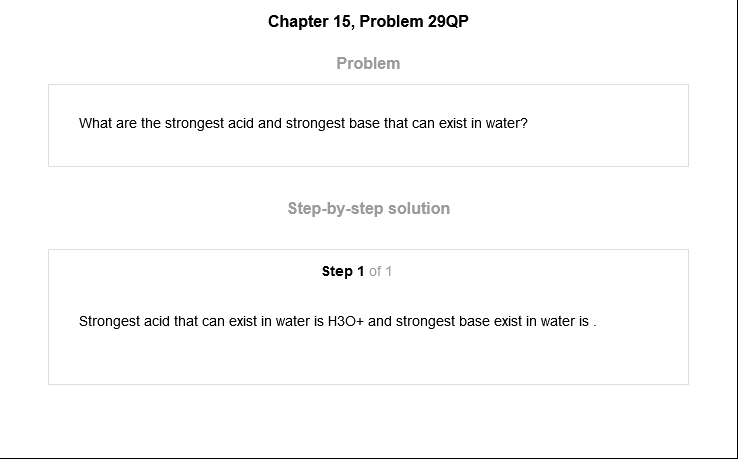 Chapter 15, Problem 29QP
Problem
What are the strongest acid and strongest base that can exist in water?
Step-by-step solution
Step 1 of 1
Strongest acid that can exist in water is H3O+ and strongest base exist in water is .